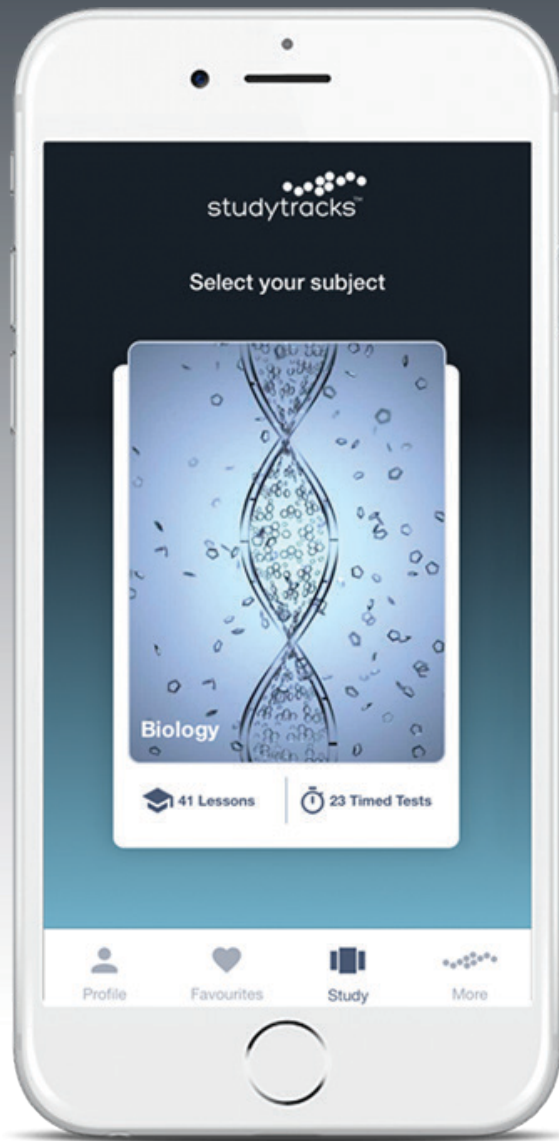 studytracks™
Select your subject
Biology
41 Lessons
23 Timed Tests
Profile
Favourites
Study
More